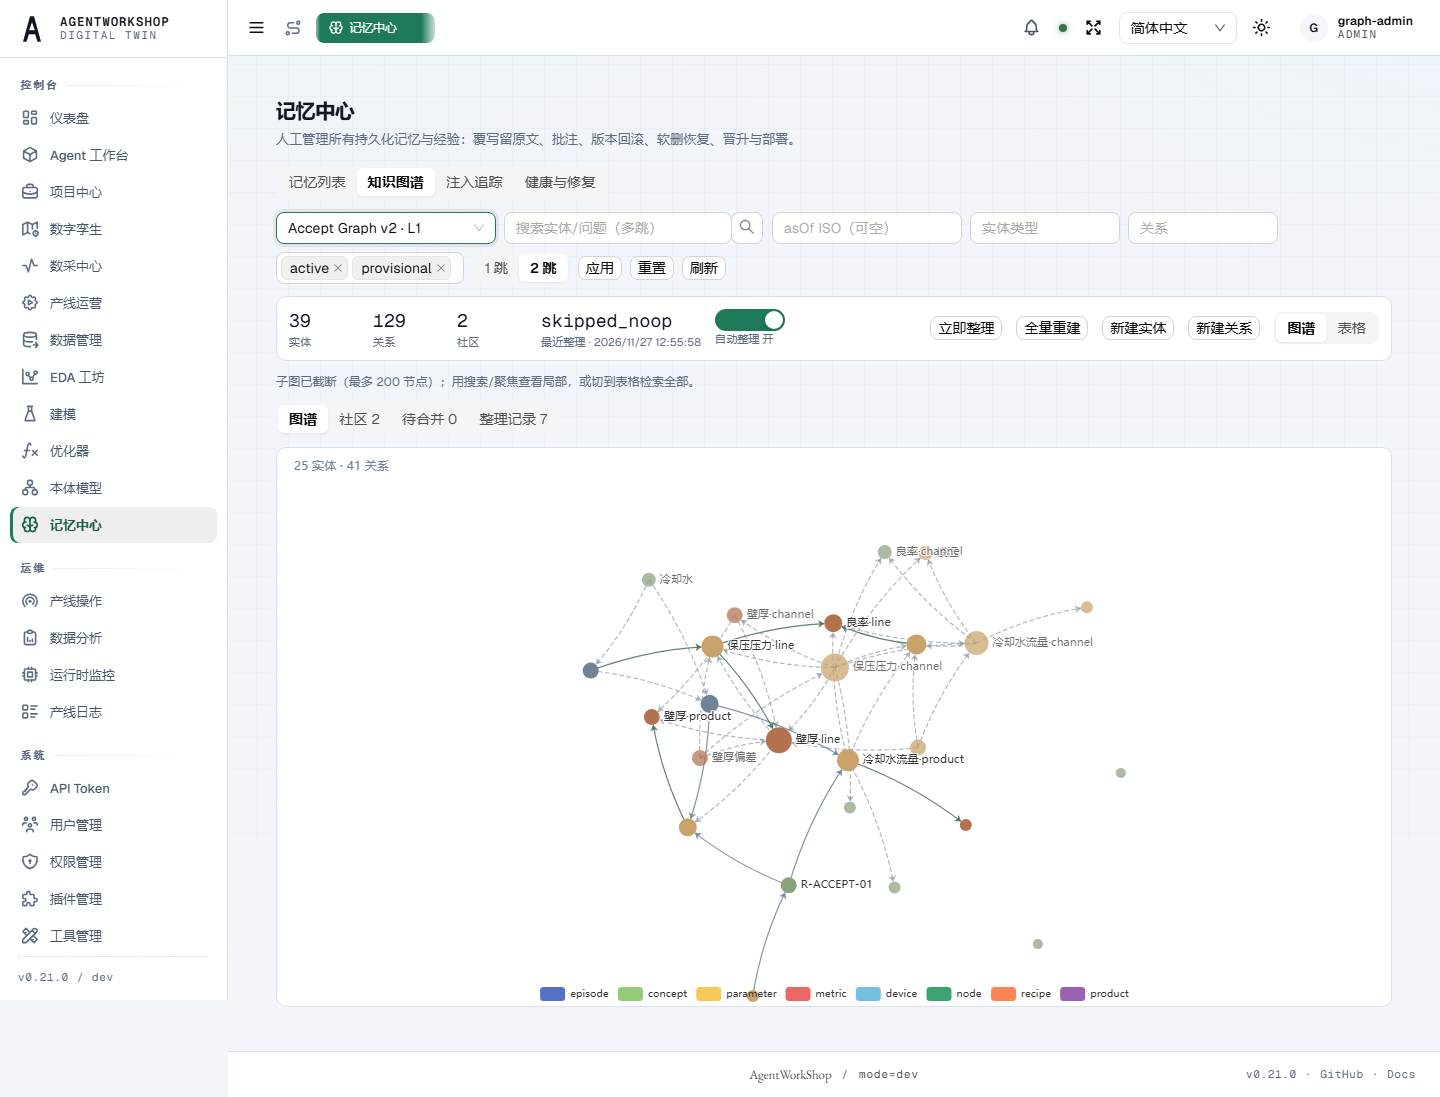 AGENTWORKSHOP
DIGITAL TWIN
控制台
仪表盘
Agent 工作台
项目中心
数字孪生
数采中心
产线运营
数据管理
EDA 工坊
建模
优化器
本体模型
记忆中心
运维
产线操作
数据分析
运行时监控
产线日志
系统
API Token
用户管理
权限管理
插件管理
工具管理
v0.21.0 / dev
记忆中心
简体中文
G
graph-admin
ADMIN
记忆中心
人工管理所有持久化记忆与经验：覆写留原文、批注、版本回滚、软删恢复、晋升与部署。
记忆列表 知识图谱 注入追踪 健康与修复
Accept Graph v2 · L1
搜索实体/问题（多跳）
asOf ISO（可空）
实体类型
关系
active × provisional ×
1 跳 2 跳 应用 重置 刷新
39 129 2 skipped_noop
实体 关系 社区 最近整理 · 2026/11/27 12:55:58 自动整理 开
立即整理 全量重建 新建实体 新建关系 图谱 表格
子图已截断（最多 200 节点）；用搜索/聚焦查看局部，或切到表格检索全部。
图谱 社区 2 待合并 0 整理记录 7
25 实体 · 41 关系
良率·channel
冷却水
壁厚·channel
良率·line
保压压力·line
冷却水流量·channel
保压压力·channel
壁厚·product
壁厚·line
壁厚偏差
冷却水流量·product
R-ACCEPT-01
episode concept parameter metric device node recipe product
AgentWorkShop / mode=dev
v0.21.0 · GitHub · Docs